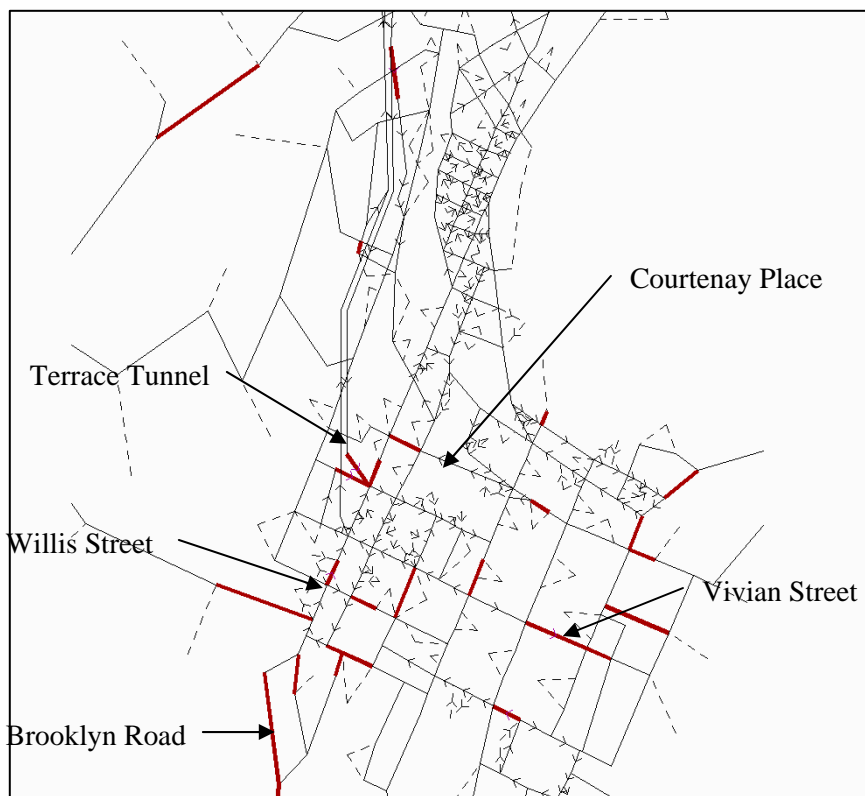 Courtenay Place
Terrace Tunnel
Willis Street
Vivian Street
Brooklyn Road